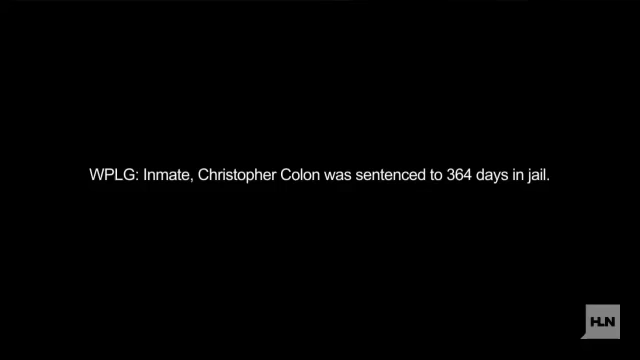 WPLG: Inmate, Christopher Colon was sentenced to 364 days in jail.
HLN